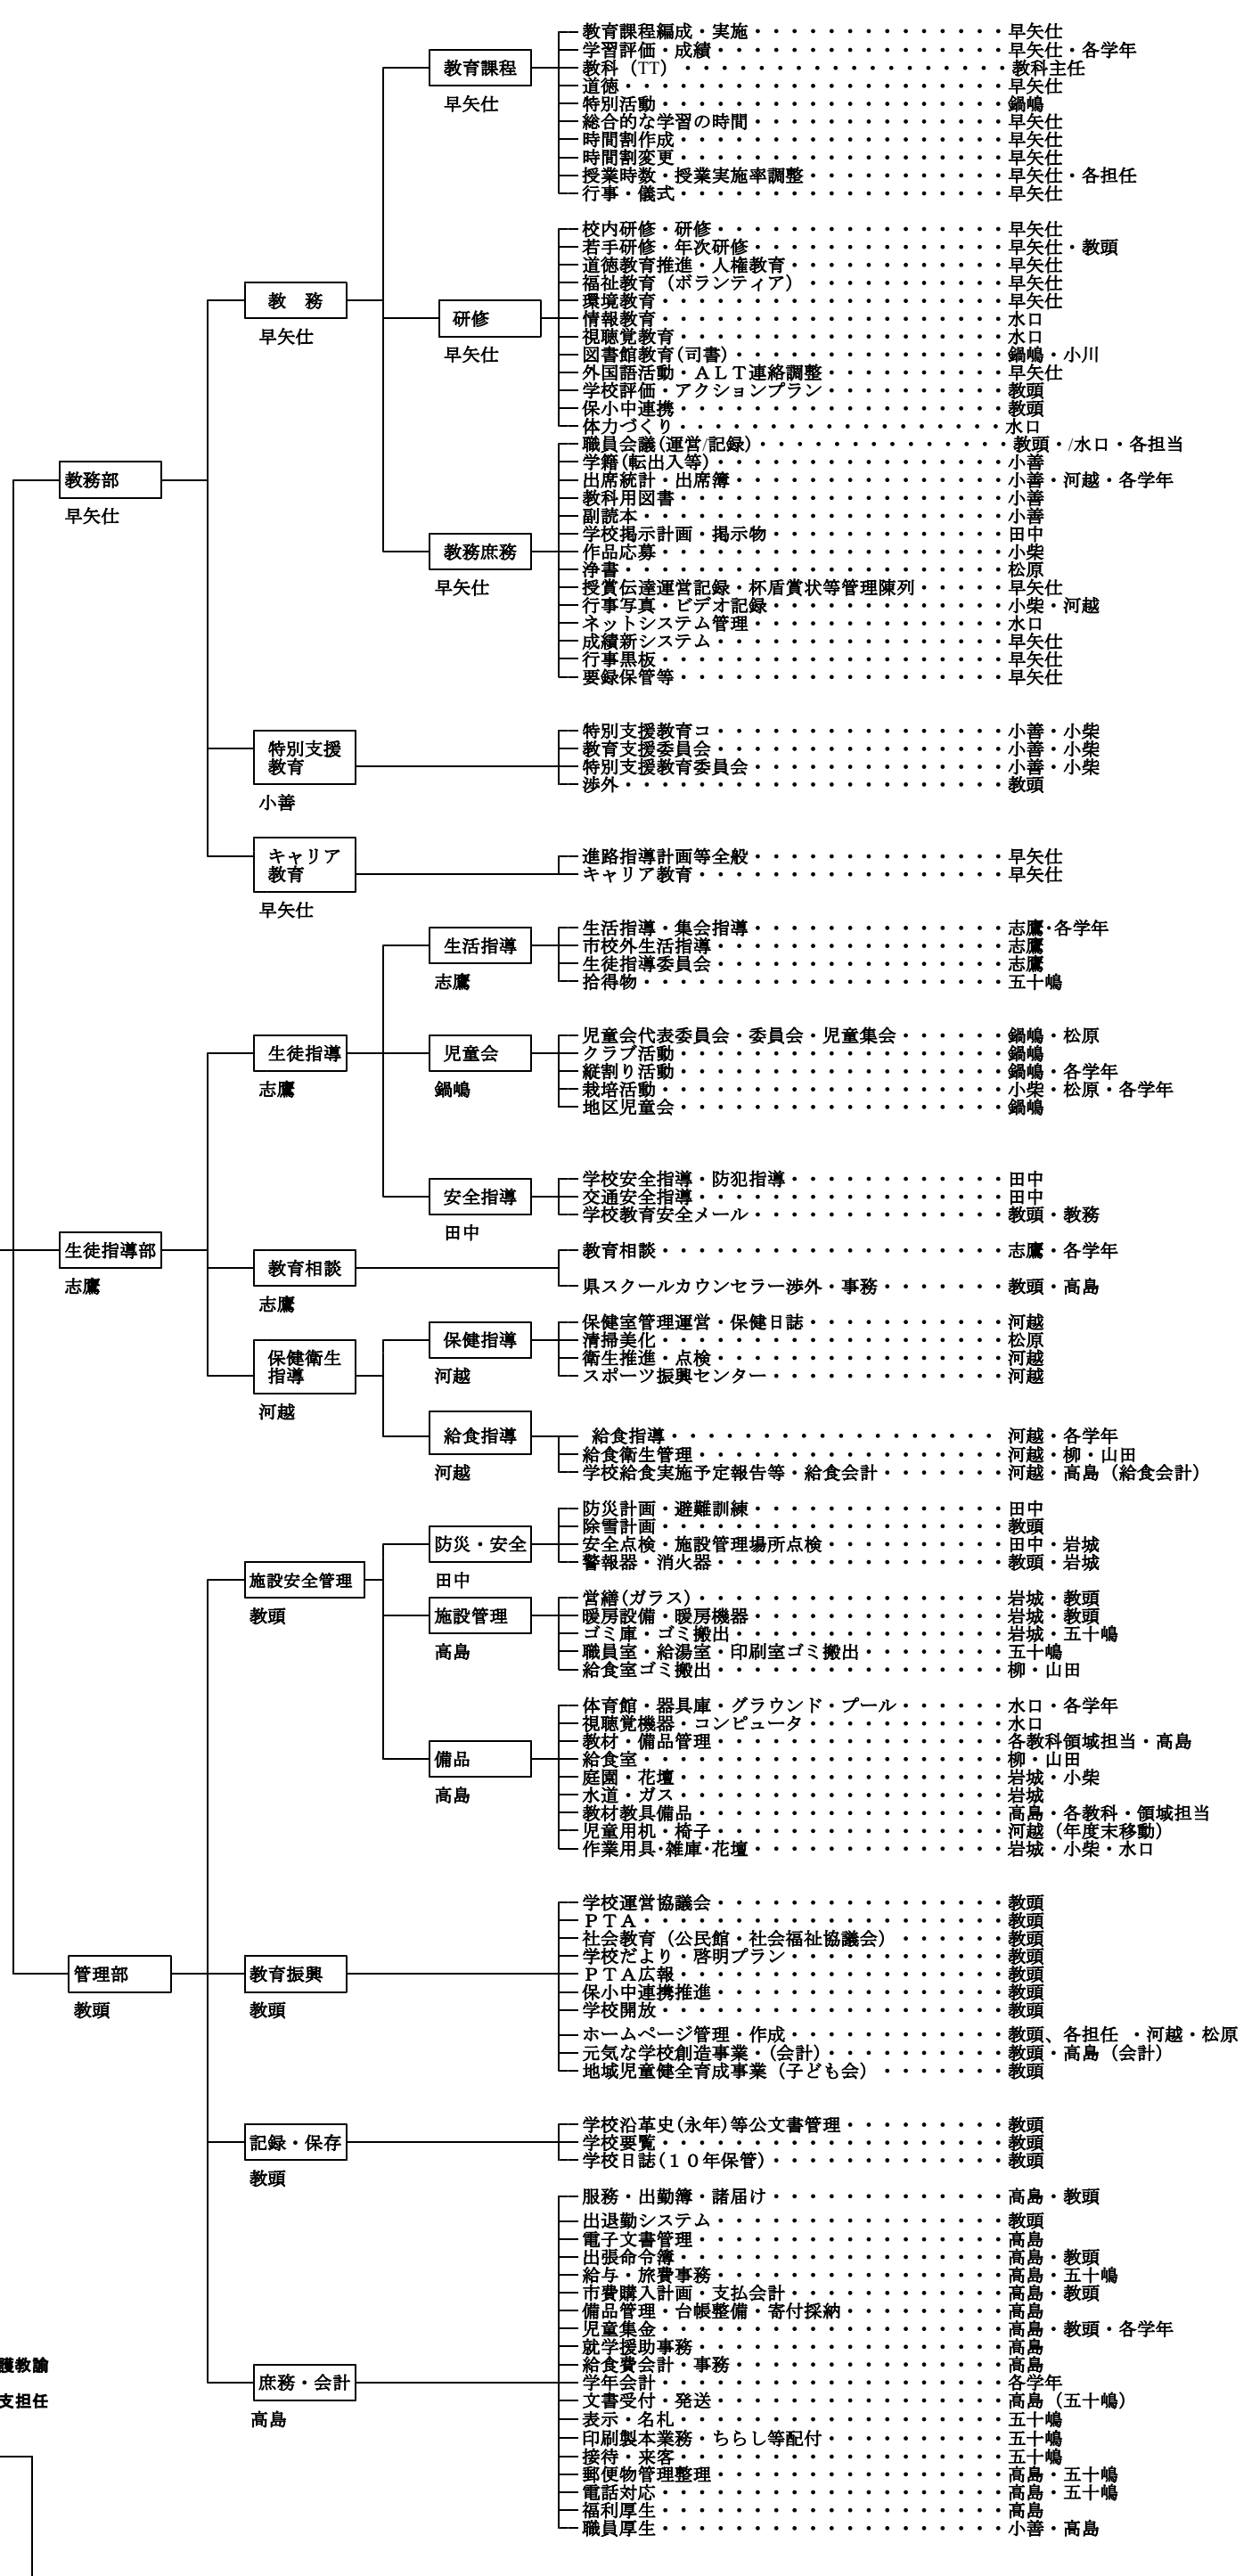 教育課程編成・実施・・・・・・・・・・・・・・早矢仕
学習評価・成績・・・・・・・・・・・・・・・・早矢仕・各学年
教育課程
教科（TT）・・・・・・・・・・・・・・・・・・教科主任
道徳・・・・・・・・・・・・・・・・・・・・・早矢仕
早矢仕
特別活動・・・・・・・・・・・・・・・・・・・鍋嶋
総合的な学習の時間・・・・・・・・・・・・・・早矢仕
時間割作成・・・・・・・・・・・・・・・・・・早矢仕
時間割変更・・・・・・・・・・・・・・・・・・早矢仕
授業時数・授業実施率調整・・・・・・・・・・・早矢仕・各担任
行事・儀式・・・・・・・・・・・・・・・・・・早矢仕
校内研修・研修・・・・・・・・・・・・・・・・早矢仕
若手研修・年次研修・・・・・・・・・・・・・・早矢仕・教頭
道徳教育推進・人権教育・・・・・・・・・・・・早矢仕
福祉教育（ボランティア）・・・・・・・・・・・早矢仕
教　務
環境教育・・・・・・・・・・・・・・・・・・・早矢仕
研修
情報教育・・・・・・・・・・・・・・・・・・・水口
早矢仕
視聴覚教育・・・・・・・・・・・・・・・・・・水口
早矢仕
図書館教育(司書)・・・・・・・・・・・・・・・鍋嶋・小川
外国語活動・ＡＬＴ連絡調整・・・・・・・・・・早矢仕
学校評価・アクションプラン・・・・・・・・・・教頭
保小中連携・・・・・・・・・・・・・・・・・・教頭
体力づくり・・・・・・・・・・・・・・・・・・水口
職員会議(運営/記録)・・・・・・・・・・・・・・教頭・/水口・各担当
学籍(転出入等)・・・・・・・・・・・・・・・・小善
教務部
出席統計・出席簿・・・・・・・・・・・・・・・小善・河越・各学年
教科用図書・・・・・・・・・・・・・・・・・・小善
早矢仕
副読本・・・・・・・・・・・・・・・・・・・・小善
学校掲示計画・掲示物・・・・・・・・・・・・・田中
教務庶務
作品応募・・・・・・・・・・・・・・・・・・・小柴
浄書・・・・・・・・・・・・・・・・・・・・・松原
早矢仕
授賞伝達運営記録・杯盾賞状等管理陳列・・・・・早矢仕
行事写真・ビデオ記録・・・・・・・・・・・・・小柴・河越
ネットシステム管理・・・・・・・・・・・・・・水口
成績新システム・・・・・・・・・・・・・・・・早矢仕
行事黒板・・・・・・・・・・・・・・・・・・・早矢仕
要録保管等・・・・・・・・・・・・・・・・・・早矢仕
特別支援教育コ・・・・・・・・・・・・・・・・小善・小柴
特別支援
教育支援委員会・・・・・・・・・・・・・・・・小善・小柴
教育
特別支援教育委員会・・・・・・・・・・・・・・小善・小柴
渉外・・・・・・・・・・・・・・・・・・・・・教頭
小善
キャリア
進路指導計画等全般・・・・・・・・・・・・・・早矢仕
教育
キャリア教育・・・・・・・・・・・・・・・・・早矢仕
早矢仕
生活指導・集会指導・・・・・・・・・・・・・・志鷹･各学年
生活指導
市校外生活指導・・・・・・・・・・・・・・・・志鷹
生徒指導委員会・・・・・・・・・・・・・・・・志鷹
志鷹
拾得物・・・・・・・・・・・・・・・・・・・・五十嶋
児童会代表委員会・委員会・児童集会・・・・・・鍋嶋・松原
生徒指導
児童会
クラブ活動・・・・・・・・・・・・・・・・・・鍋嶋
縦割り活動・・・・・・・・・・・・・・・・・・鍋嶋・各学年
志鷹
鍋嶋
栽培活動・・・・・・・・・・・・・・・・・・・小柴・松原・各学年
地区児童会・・・・・・・・・・・・・・・・・・鍋嶋
学校安全指導・防犯指導・・・・・・・・・・・・田中
安全指導
交通安全指導・・・・・・・・・・・・・・・・・田中
学校教育安全メール・・・・・・・・・・・・・・教頭・教務
田中
生徒指導部
教育相談・・・・・・・・・・・・・・・・・・・志鷹・各学年
教育相談
志鷹
県スクールカウンセラー渉外・事務・・・・・・・教頭・高島
志鷹
保健室管理運営・保健日誌・・・・・・・・・・・河越
保健指導
清掃美化・・・・・・・・・・・・・・・・・・・松原
保健衛生
衛生推進・点検・・・・・・・・・・・・・・・・河越
指導
河越
スポーツ振興センター・・・・・・・・・・・・・河越
河越
給食指導
給食指導・・・・・・・・・・・・・・・・・・河越・各学年
給食衛生管理・・・・・・・・・・・・・・・・・河越・柳・山田
河越
学校給食実施予定報告等・給食会計・・・・・・・河越・高島（給食会計）
防災計画・避難訓練・・・・・・・・・・・・・・田中
除雪計画・・・・・・・・・・・・・・・・・・・教頭
防災・安全
安全点検・施設管理場所点検・・・・・・・・・・田中・岩城
警報器・消火器・・・・・・・・・・・・・・・・教頭・岩城
施設安全管理
田中
営繕(ガラス)・・・・・・・・・・・・・・・・・岩城・教頭
教頭
施設管理
暖房設備・暖房機器・・・・・・・・・・・・・・岩城・教頭
ゴミ庫・ゴミ搬出・・・・・・・・・・・・・・・岩城・五十嶋
高島
職員室・給湯室・印刷室ゴミ搬出・・・・・・・・五十嶋
給食室ゴミ搬出・・・・・・・・・・・・・・・・柳・山田
体育館・器具庫・グラウンド・プール・・・・・・水口・各学年
視聴覚機器・コンピュータ・・・・・・・・・・・水口
教材・備品管理・・・・・・・・・・・・・・・・各教科領域担当・高島
備品
給食室・・・・・・・・・・・・・・・・・・・・柳・山田
庭園・花壇・・・・・・・・・・・・・・・・・・岩城・小柴
高島
水道・ガス・・・・・・・・・・・・・・・・・・岩城
教材教具備品・・・・・・・・・・・・・・・・・高島・各教科・領域担当
児童用机・椅子・・・・・・・・・・・・・・・・河越（年度末移動）
作業用具･雑庫･花壇・・・・・・・・・・・・・・岩城・小柴・水口
学校運営協議会・・・・・・・・・・・・・・・・教頭
ＰＴＡ・・・・・・・・・・・・・・・・・・・・教頭
社会教育（公民館・社会福祉協議会）・・・・・・教頭
学校だより・啓明プラン・・・・・・・・・・・・教頭
管理部
教育振興
ＰＴＡ広報・・・・・・・・・・・・・・・・・・教頭
保小中連携推進・・・・・・・・・・・・・・・・教頭
教頭
教頭
学校開放・・・・・・・・・・・・・・・・・・・教頭
ホームページ管理・作成・・・・・・・・・・・・教頭、各担任 ・河越・松原
元気な学校創造事業・(会計)・・・・・・・・・・教頭・高島（会計）
地域児童健全育成事業（子ども会）・・・・・・・教頭
学校沿革史(永年)等公文書管理・・・・・・・・・教頭
記録・保存
学校要覧・・・・・・・・・・・・・・・・・・・教頭
学校日誌(１０年保管)・・・・・・・・・・・・・教頭
教頭
服務・出勤簿・諸届け・・・・・・・・・・・・・高島・教頭
出退勤システム・・・・・・・・・・・・・・・・教頭
電子文書管理・・・・・・・・・・・・・・・・・高島
出張命令簿・・・・・・・・・・・・・・・・・・高島・教頭
給与・旅費事務・・・・・・・・・・・・・・・・高島・五十嶋
市費購入計画・支払会計・・・・・・・・・・・・高島・教頭
備品管理・台帳整備・寄付採納・・・・・・・・・高島
児童集金・・・・・・・・・・・・・・・・・・・高島・教頭・各学年
就学援助事務・・・・・・・・・・・・・・・・・高島
護教諭
給食費会計・事務・・・・・・・・・・・・・・・高島
庶務・会計
学年会計・・・・・・・・・・・・・・・・・・・各学年
支担任
文書受付・発送・・・・・・・・・・・・・・・・高島（五十嶋）
高島
表示・名札・・・・・・・・・・・・・・・・・・五十嶋
印刷製本業務・ちらし等配付・・・・・・・・・・五十嶋
接待・来客・・・・・・・・・・・・・・・・・・五十嶋
郵便物管理整理・・・・・・・・・・・・・・・・高島・五十嶋
電話対応・・・・・・・・・・・・・・・・・・・高島・五十嶋
福利厚生・・・・・・・・・・・・・・・・・・・高島
職員厚生・・・・・・・・・・・・・・・・・・・小善・高島